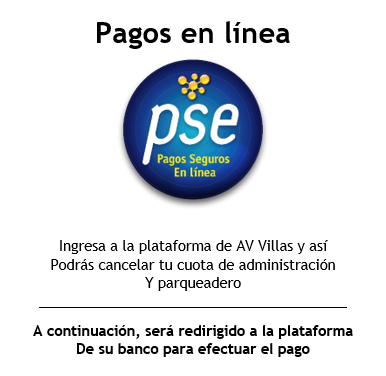 Pagos en línea
pse
Pagos Seguros
En línea
Ingresa a la plataforma de AV Villas y así
Podrás cancelar tu cuota de administración
Y parqueadero
A continuación, será redirigido a la plataforma
De su banco para efectuar el pago